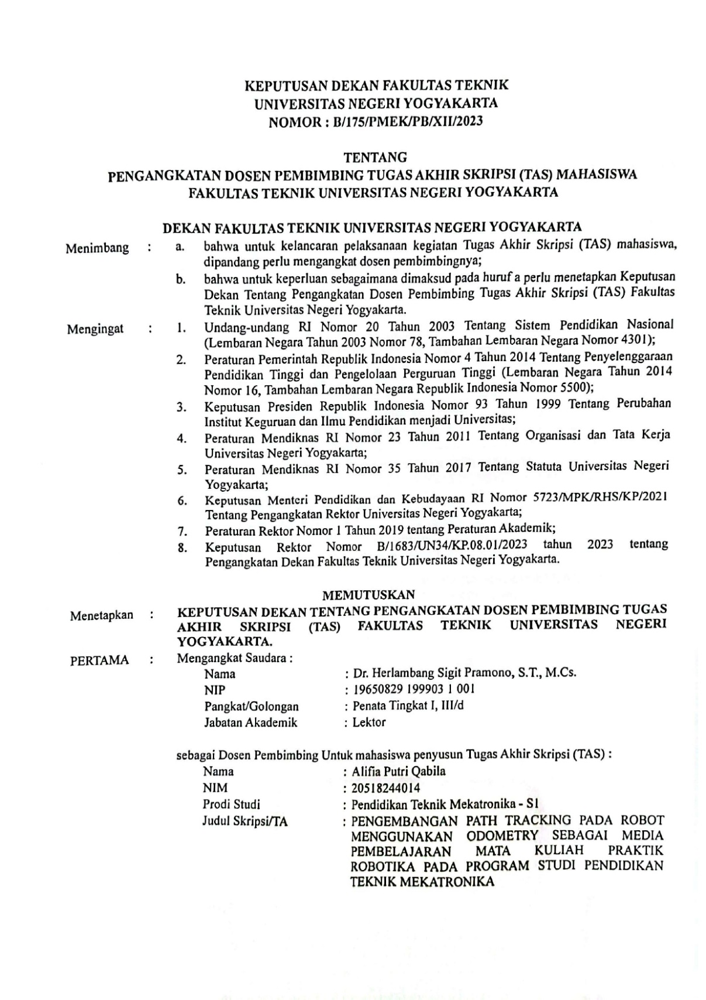 KEPUTUSAN DEKAN FAKULTAS TEKNIK
UNIVERSITAS NEGERI YOGYAKARTA
NOMOR : B/175/PMEK/PB/XII/2023
TENTANG
PENGANGKATAN DOSEN PEMBIMBING TUGAS AKHIR SKRIPSI (TAS) MAHASISWA
FAKULTAS TEKNIK UNIVERSITAS NEGERI YOGYAKARTA
DEKAN FAKULTAS TEKNIK UNIVERSITAS NEGERI YOGYAKARTA
Menimbang : a. bahwa untuk kelancaran pelaksanaan kegiatan Tugas Akhir Skripsi (TAS) mahasiswa,
dipandang perlu mengangkat dosen pembimbingnya;
b. bahwa untuk keperluan sebagaimana dimaksud pada huruf a perlu menetapkan Keputusan
Dekan Tentang Pengangkatan Dosen Pembimbing Tugas Akhir Skripsi (TAS) Fakultas
Teknik Universitas Negeri Yogyakarta.
Mengingat : 1. Undang-undang RI Nomor 20 Tahun 2003 Tentang Sistem Pendidikan Nasional
(Lembaran Negara Tahun 2003 Nomor 78, Tambahan Lembaran Negara Nomor 4301);
2. Peraturan Pemerintah Republik Indonesia Nomor 4 Tahun 2014 Tentang Penyelenggaraan
Pendidikan Tinggi dan Pengelolaan Perguruan Tinggi (Lembaran Negara Tahun 2014
Nomor 16, Tambahan Lembaran Negara Republik Indonesia Nomor 5500);
3. Keputusan Presiden Republik Indonesia Nomor 93 Tahun 1999 Tentang Perubahan
Institut Keguruan dan Ilmu Pendidikan menjadi Universitas;
4. Peraturan Mendiknas RI Nomor 23 Tahun 2011 Tentang Organisasi dan Tata Kerja
Universitas Negeri Yogyakarta;
5. Peraturan Mendiknas RI Nomor 35 Tahun 2017 Tentang Statuta Universitas Negeri
Yogyakarta;
6. Keputusan Menteri Pendidikan dan Kebudayaan RI Nomor 5723/MPK/RHS/KP/2021
Tentang Pengangkatan Rektor Universitas Negeri Yogyakarta;
7. Peraturan Rektor Nomor 1 Tahun 2019 tentang Peraturan Akademik;
8. Keputusan Rektor Nomor B/1683/UN34/KP.08.01/2023 tahun 2023 tentang
Pengangkatan Dekan Fakultas Teknik Universitas Negeri Yogyakarta.
MEMUTUSKAN
Menetapkan : KEPUTUSAN DEKAN TENTANG PENGANGKATAN DOSEN PEMBIMBING TUGAS
AKHIR SKRIPSI (TAS) FAKULTAS TEKNIK UNIVERSITAS NEGERI
YOGYAKARTA.
PERTAMA : Mengangkat Saudara :
Nama : Dr. Herlambang Sigit Pramono, S.T., M.Cs.
NIP : 19650829 199903 1 001
Pangkat/Golongan : Penata Tingkat I, III/d
Jabatan Akademik : Lektor
sebagai Dosen Pembimbing Untuk mahasiswa penyusun Tugas Akhir Skripsi (TAS) :
Nama : Alifia Putri Qabila
NIM : 20518244014
Prodi Studi : Pendidikan Teknik Mekatronika - S1
Judul Skripsi/TA : PENGEMBANGAN PATH TRACKING PADA ROBOT
MENGGUNAKAN ODOMETRY SEBAGAI MEDIA
PEMBELAJARAN MATA KULIAH PRAKTIK
ROBOTIKA PADA PROGRAM STUDI PENDIDIKAN
TEKNIK MEKATRONIKA